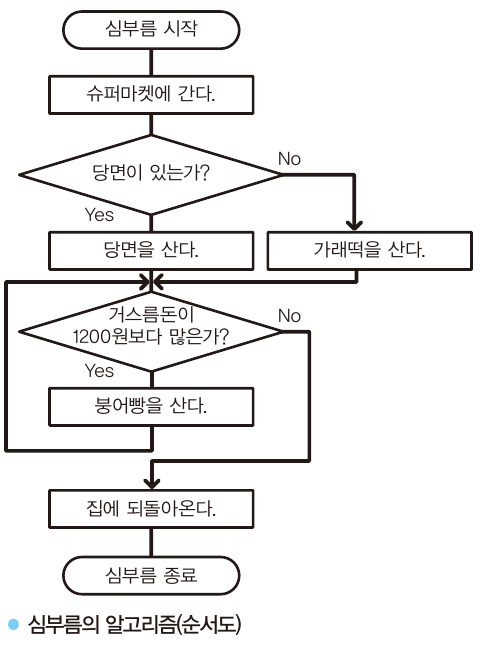 심부름 시작
슈퍼마켓에 간다.
당면이 있는가?
No
Yes
당면을 산다.
가래떡을 산다.
거스름돈이
1200원보다 많은가?
No
Yes
붕어빵을 산다.
집에 되돌아온다.
심부름 종료
심부름의 알고리즘(순서도)